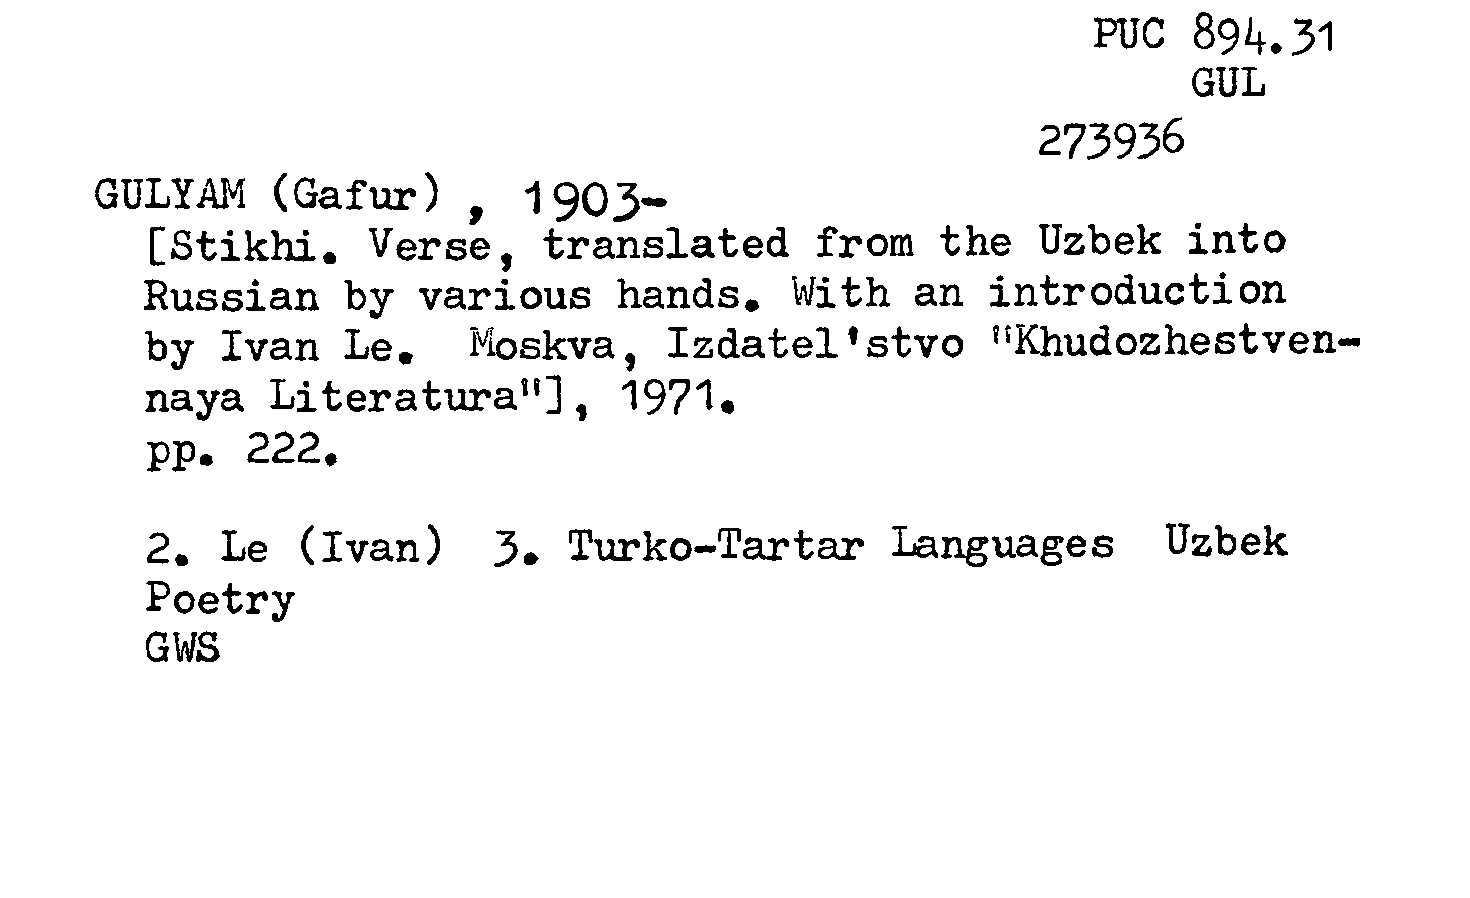 PUC 894.31
GUL
273936
GULYAM (Gafur) , 1903-
[Stikhi. Verse, translated from the Uzbek into
Russian by various hands. With an introduction
by Ivan Le. Moskva, Izdatel'stvo "Khudozhestven-
naya Literatura"], 1971.
pp. 222.
2. Le (Ivan) 3. Turko-Tartar Languages Uzbek
Poetry
GWS